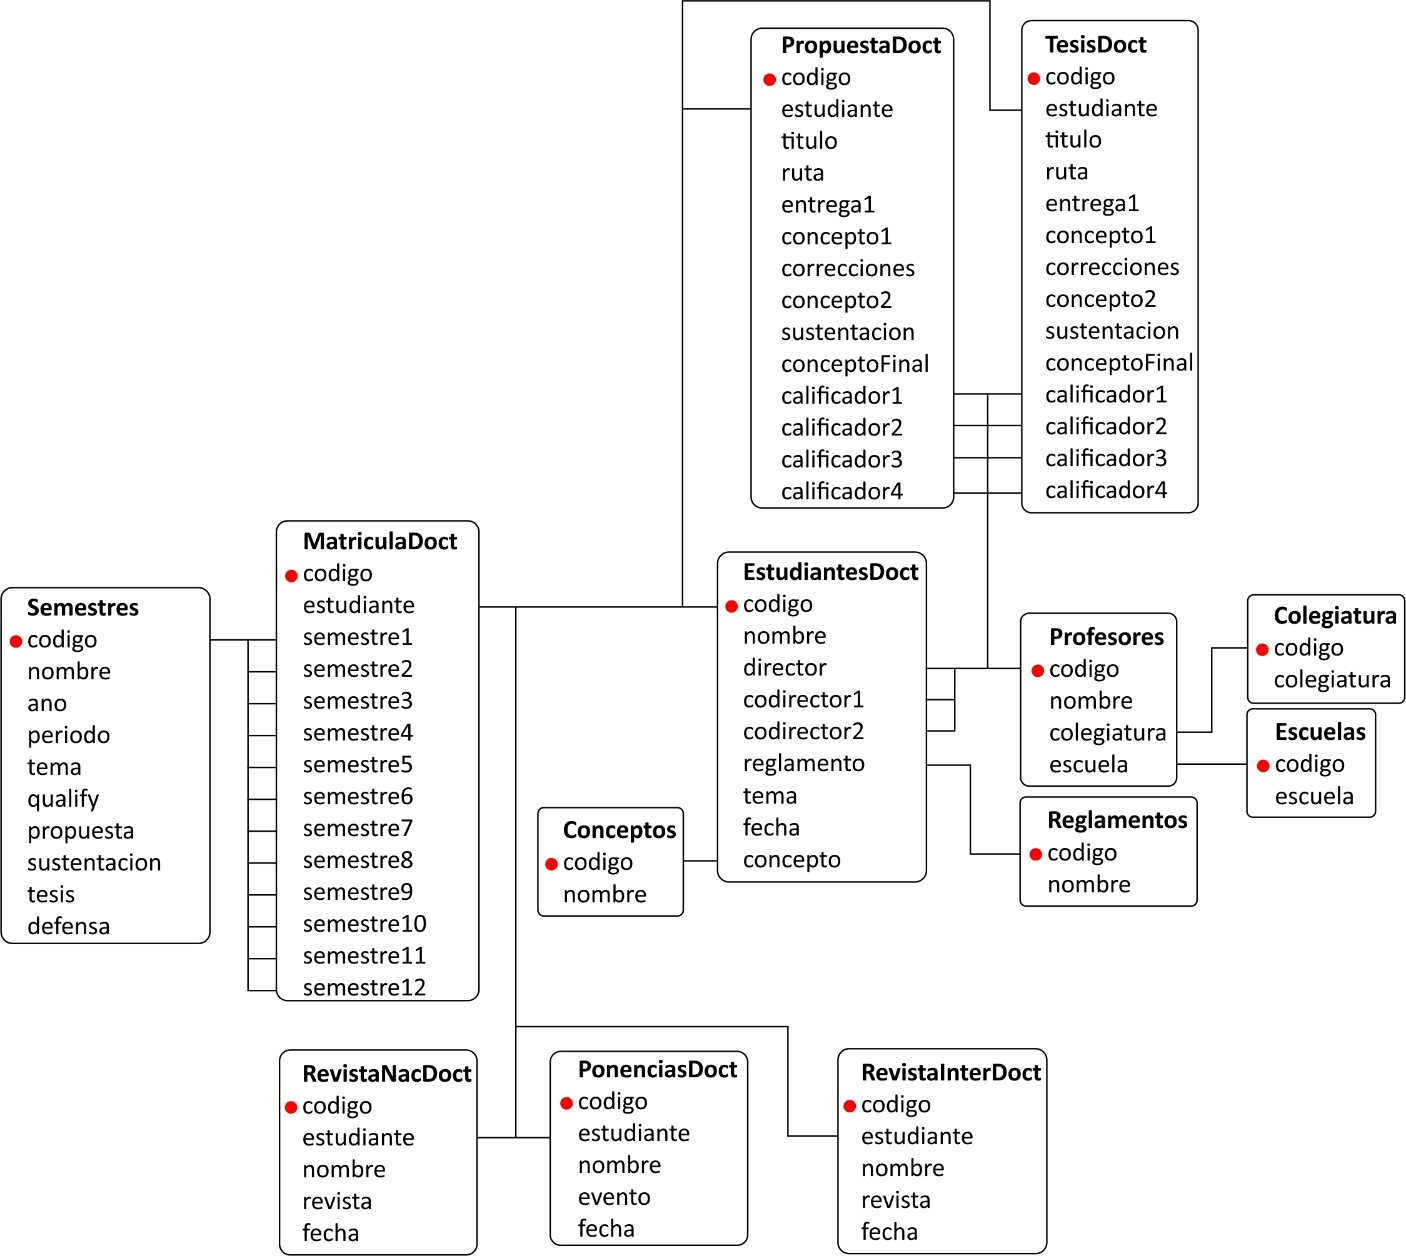 PropuestaDoct
codigo
estudiante
titulo
ruta
entrega1
concepto1
correcciones
concepto2
sustentacion
conceptoFinal
calificador1
calificador2
calificador3
calificador4
TesisDoct
codigo
estudiante
titulo
ruta
entrega1
concepto1
correcciones
concepto2
sustentacion
conceptoFinal
calificador1
calificador2
calificador3
calificador4
Semestres
codigo
nombre
ano
periodo
tema
qualify
propuesta
sustentacion
tesis
defensa
MatriculaDoct
codigo
estudiante
semestre1
semestre2
semestre3
semestre4
semestre5
semestre6
semestre7
semestre8
semestre9
semestre10
semestre11
semestre12
EstudiantesDoct
codigo
nombre
director
codirector1
codirector2
reglamento
tema
fecha
concepto
Conceptos
codigo
nombre
Profesores
codigo
nombre
colegiatura
escuela
Colegiatura
codigo
colegiatura
Escuelas
codigo
escuela
Reglamentos
codigo
nombre
RevistaNacDoct
codigo
estudiante
nombre
revista
fecha
PonenciasDoct
codigo
estudiante
nombre
evento
fecha
RevistaInterDoct
codigo
estudiante
nombre
revista
fecha